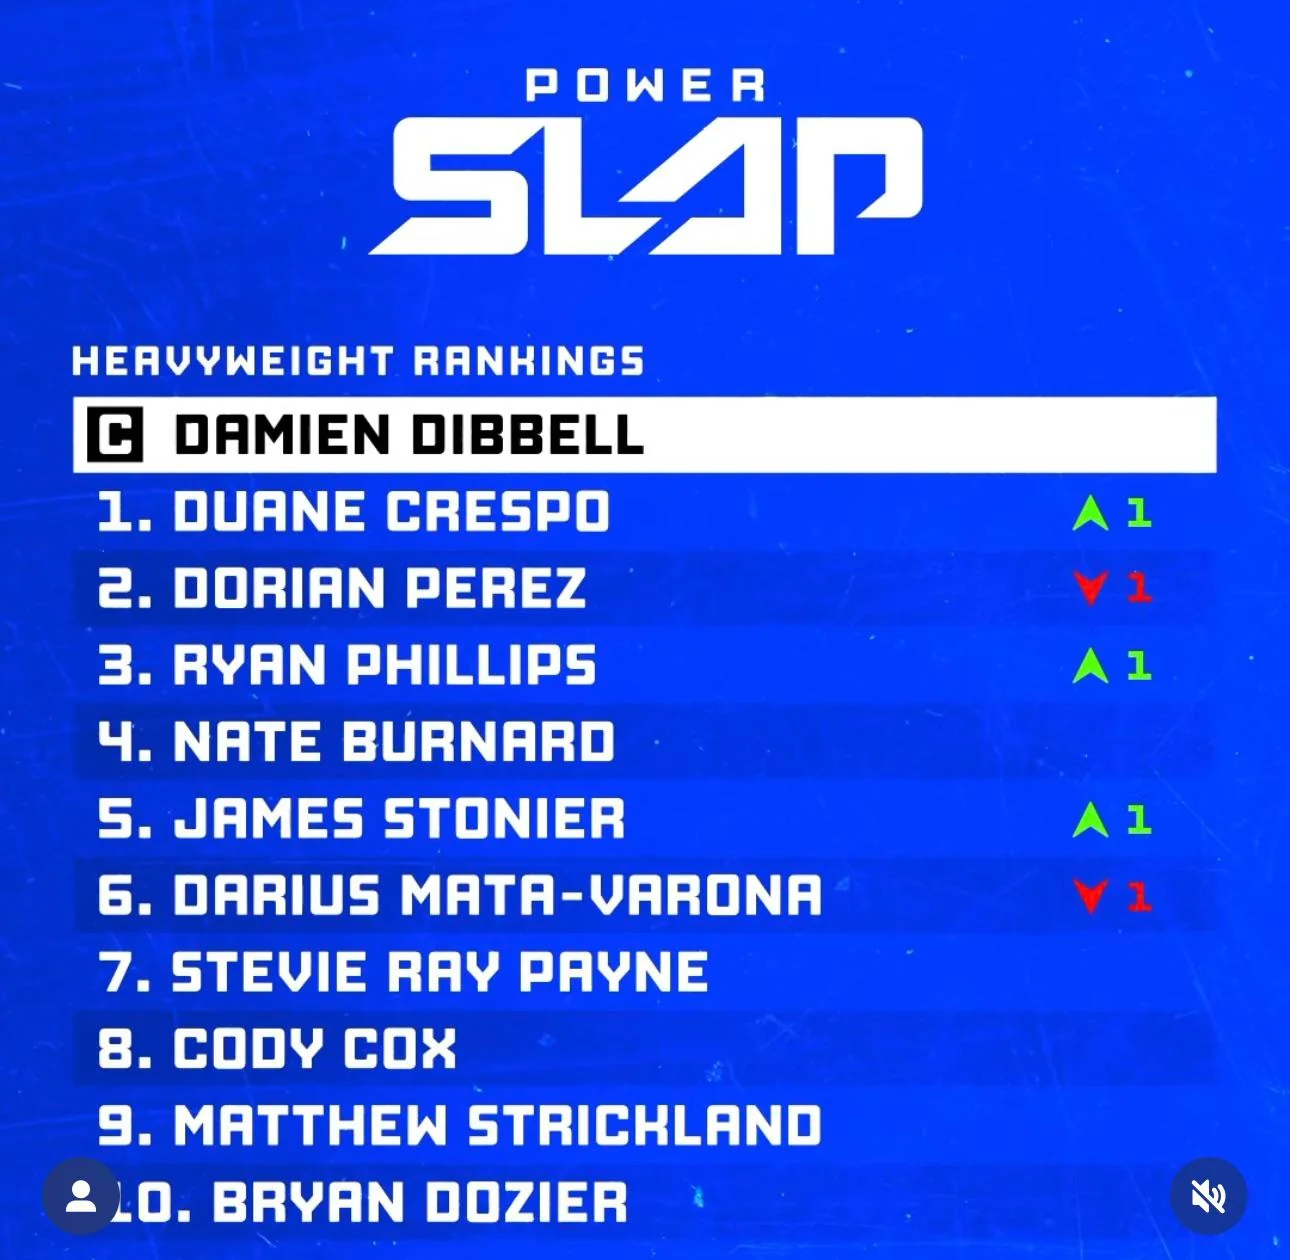 POWER
SLAP
HEAVYWEIGHT RANKINGS
C DAMIEN DIBBELL
1. DUANE CRESPO 1
2. DORIAN PEREZ 1
3. RYAN PHILLIPS 1
4. NATE BURNARD
5. JAMES STONIER 1
6. DARIUS MATA-VARONA 1
7. STEVIE RAY PAYNE
8. CODY COX
9. MATTHEW STRICKLAND
10. BRYAN DOZIER